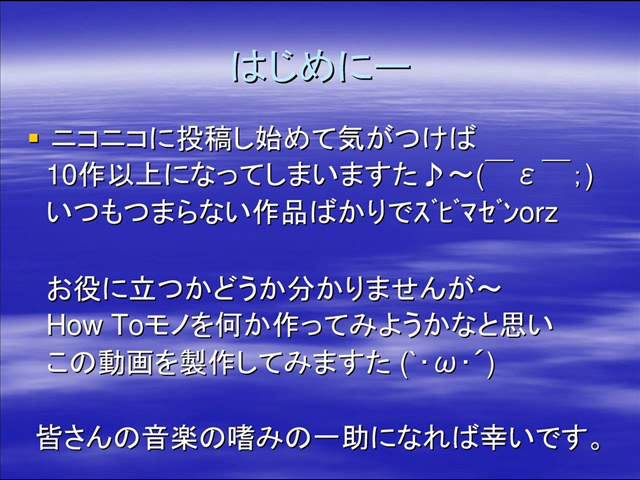 はじめにー
ニコニコに投稿し始めて気がつけば
10作以上になってしまいますた♪～(￣ε￣;)
いつもつまらない作品ばかりでｽﾞﾋﾞﾏｾﾞﾝorz
お役に立つかどうか分かりませんが～
How Toモノを何か作ってみようかなと思い
この動画を製作してみますた (`･ω･´)
皆さんの音楽の嗜みの一助になれば幸いです。